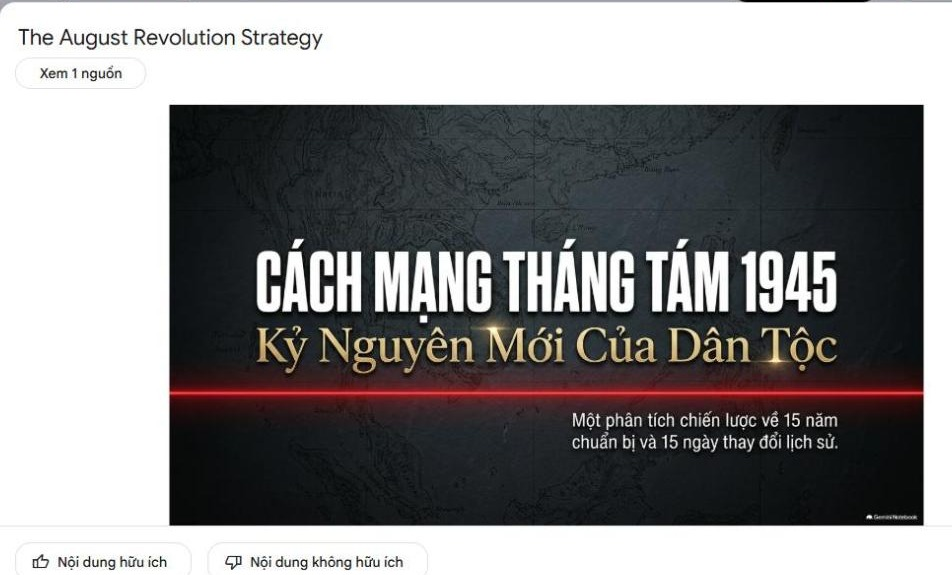 The August Revolution Strategy
Xem 1 nguồn
CÁCH MẠNG THÁNG TÁM 1945
Kỷ Nguyên Mới Của Dân Tộc
Một phân tích chiến lược về 15 năm
chuẩn bị và 15 ngày thay đổi lịch sử.
Gemini Notebook
Nội dung hữu ích
Nội dung không hữu ích